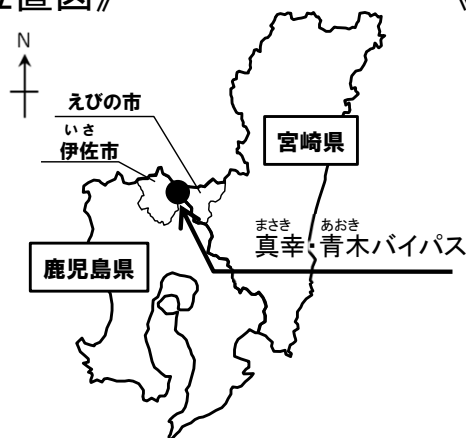 位置図》
N
えびの市
いさ
伊佐市
宮崎県
まさき あおき
真幸・青木バイパス
鹿児島県